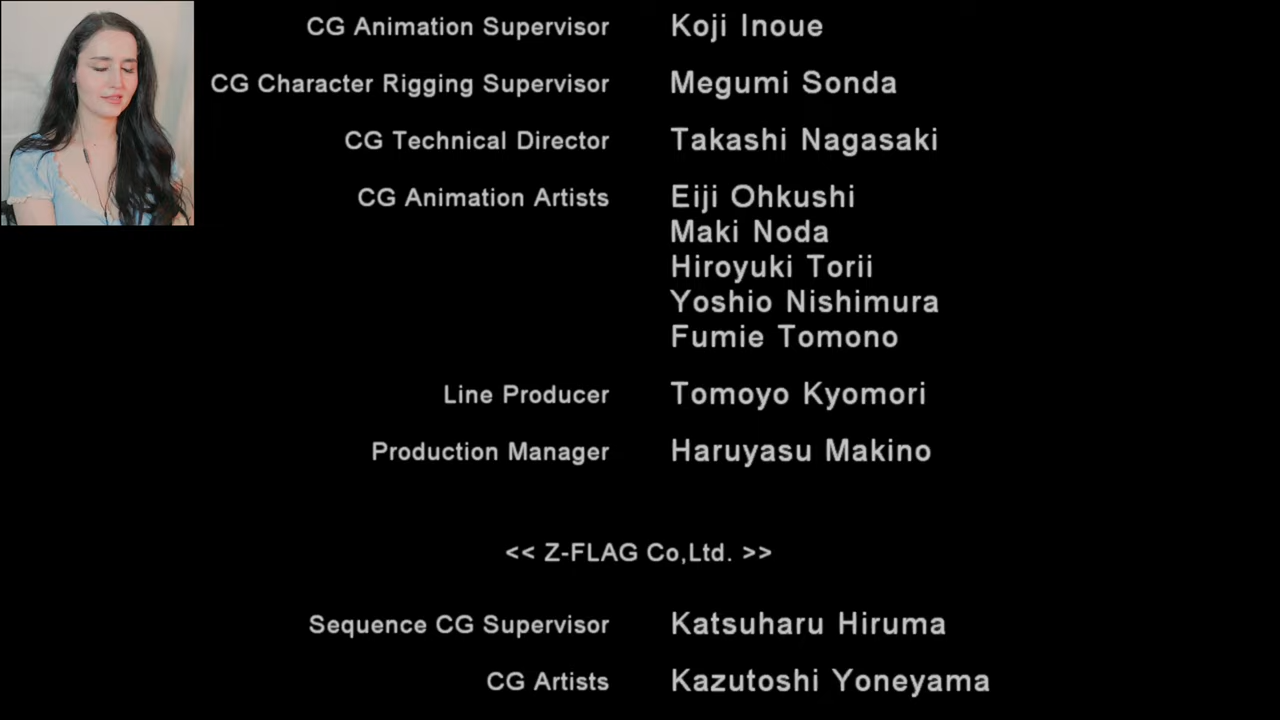 CG Animation Supervisor Koji Inoue
CG Character Rigging Supervisor Megumi Sonda
CG Technical Director Takashi Nagasaki
CG Animation Artists Eiji Ohkushi
Maki Noda
Hiroyuki Torii
Yoshio Nishimura
Fumie Tomono
Line Producer Tomoyo Kyomori
Production Manager Haruyasu Makino
<< Z-FLAG Co,Ltd. >>
Sequence CG Supervisor Katsuharu Hiruma
CG Artists Kazutoshi Yoneyama